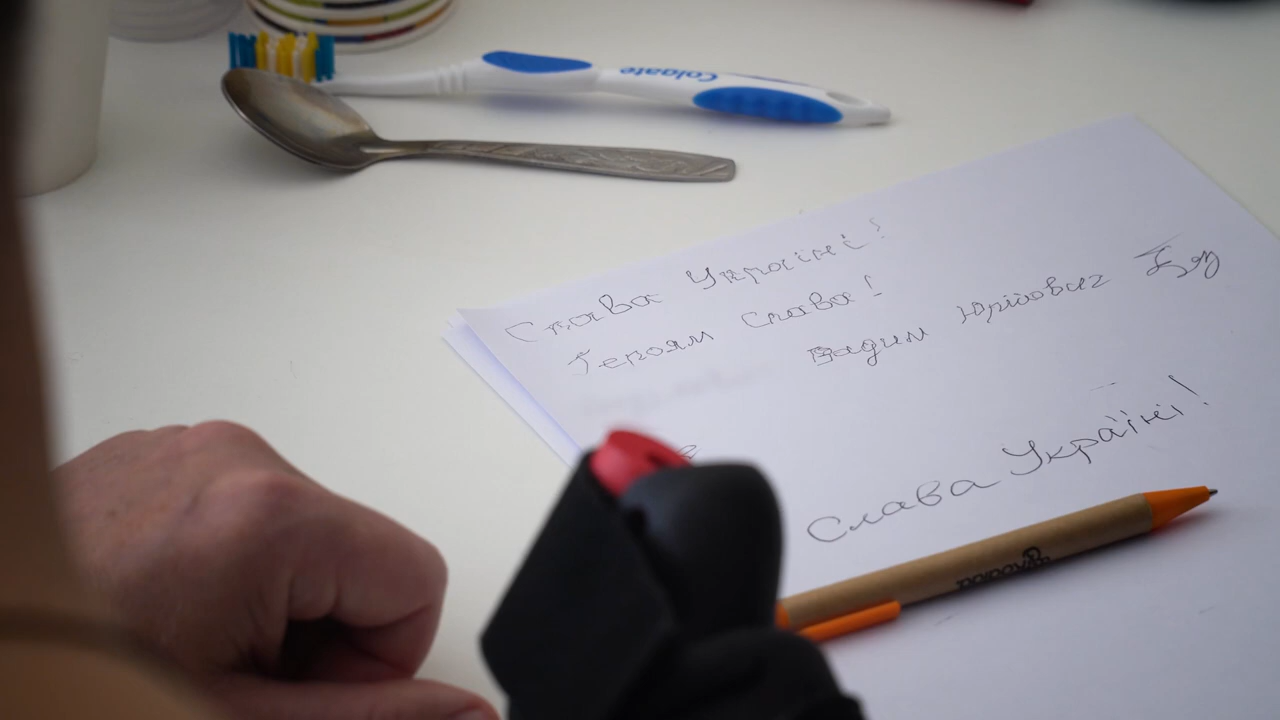 Colgate
Слава Україні!
Героям Слава!
Вадим Юрійович
Слава Україні!